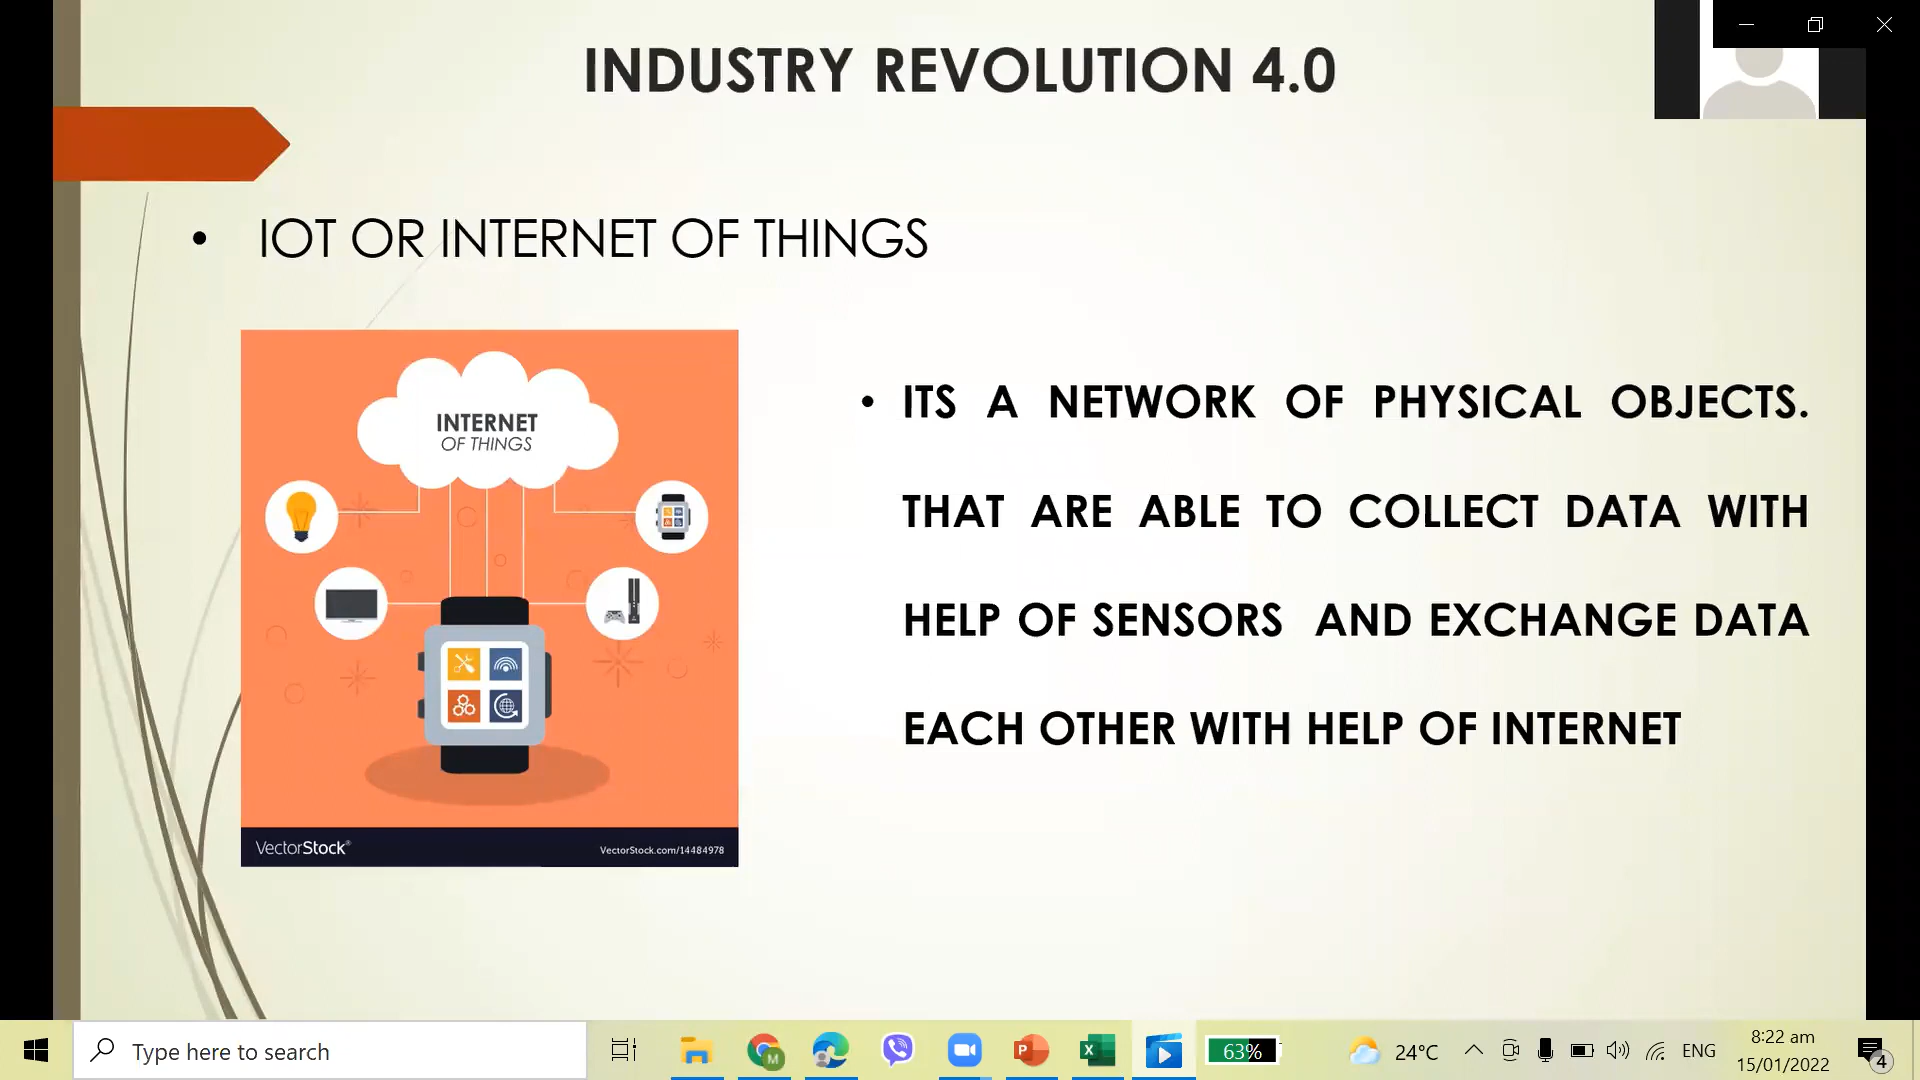 INDUSTRY REVOLUTION 4.0
• IOT OR INTERNET OF THINGS
INTERNET
OF THINGS
VectorStock®
VectorStock.com/14484978
• ITS A NETWORK OF PHYSICAL OBJECTS.
THAT ARE ABLE TO COLLECT DATA WITH
HELP OF SENSORS AND EXCHANGE DATA
EACH OTHER WITH HELP OF INTERNET
Type here to search
M
P
X
63%
24°C
ENG
8:22 am
15/01/2022
4